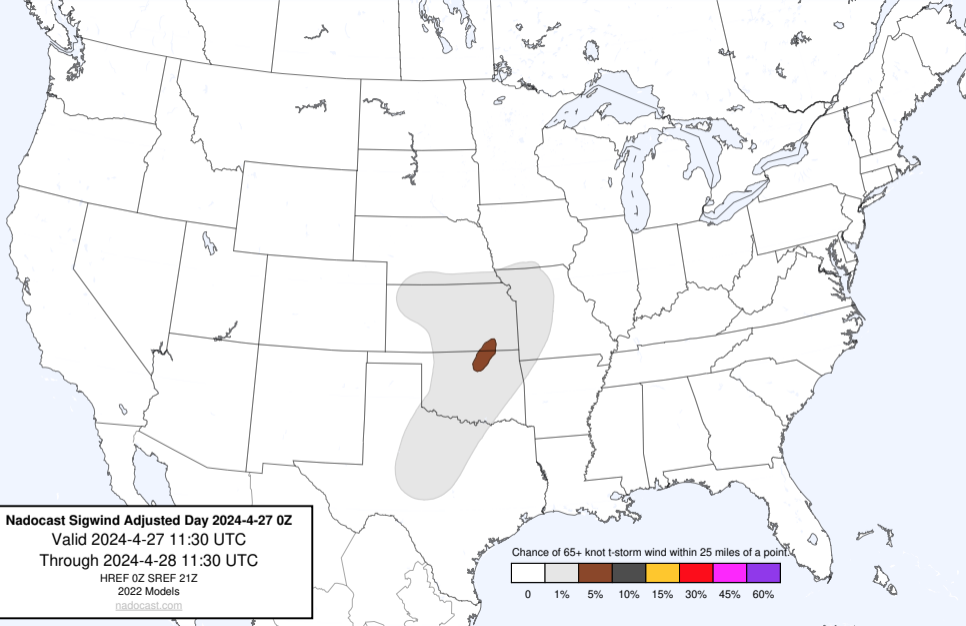 Nadocast Sigwind Adjusted Day 2024-4-27 0Z
Valid 2024-4-27 11:30 UTC
Through 2024-4-28 11:30 UTC
HREF 0Z SREF 21Z
2022 Models
nadocast.com
Chance of 65+ knot t-storm wind within 25 miles of a point.
0 1% 5% 10% 15% 30% 45% 60%